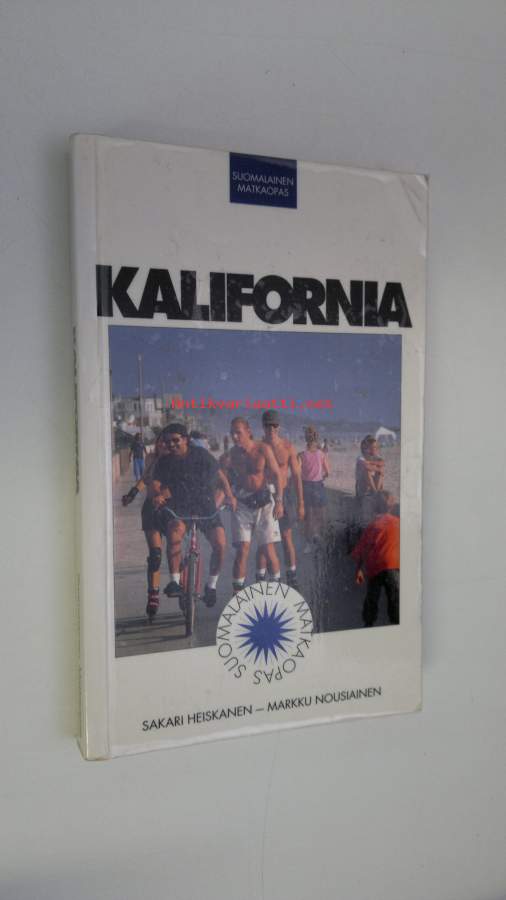 SUOMALAINEN
MATKAOPAS
KALIFORNIA
antikvariaatti.net
SUOMALAINEN MATKAOPAS
SAKARI HEISKANEN – MARKKU NOUSIAINEN